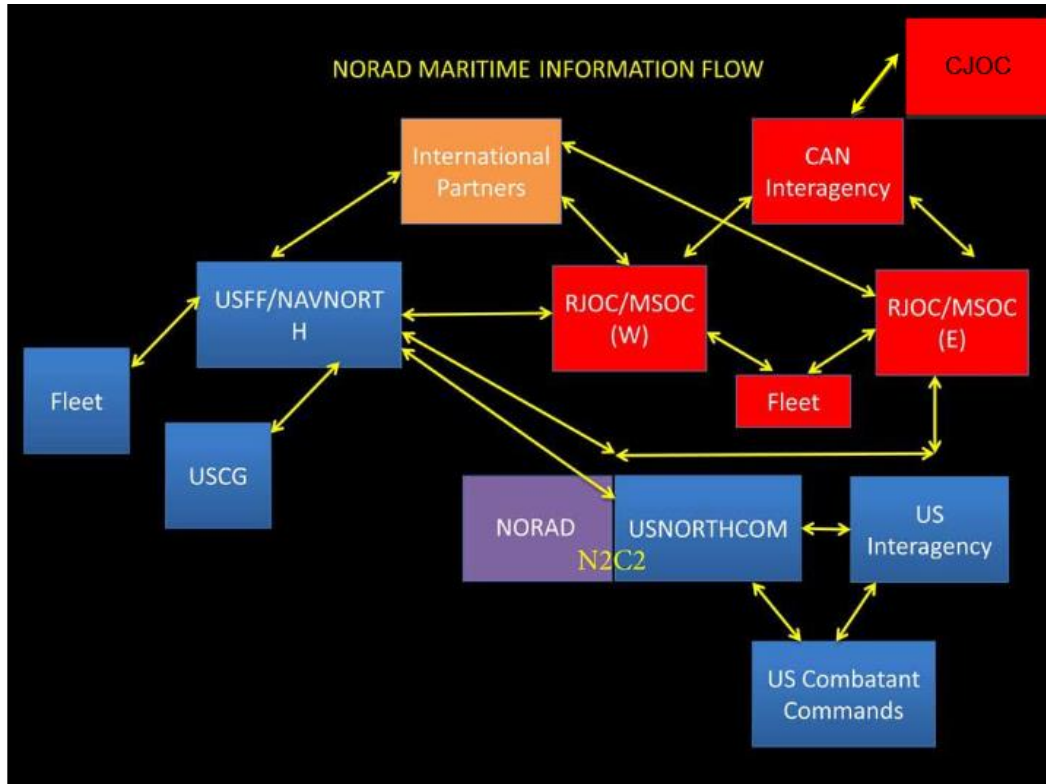 CJOC
NORAD MARITIME INFORMATION FLOW
International
Partners
CAN
Interagency
USFF/NAVNORT
H
RJOC/MSOC
(W)
RJOC/MSOC
(E)
Fleet
Fleet
USCG
NORAD
USNORTHCOM
N2C2
US
Interagency
US Combatant
Commands